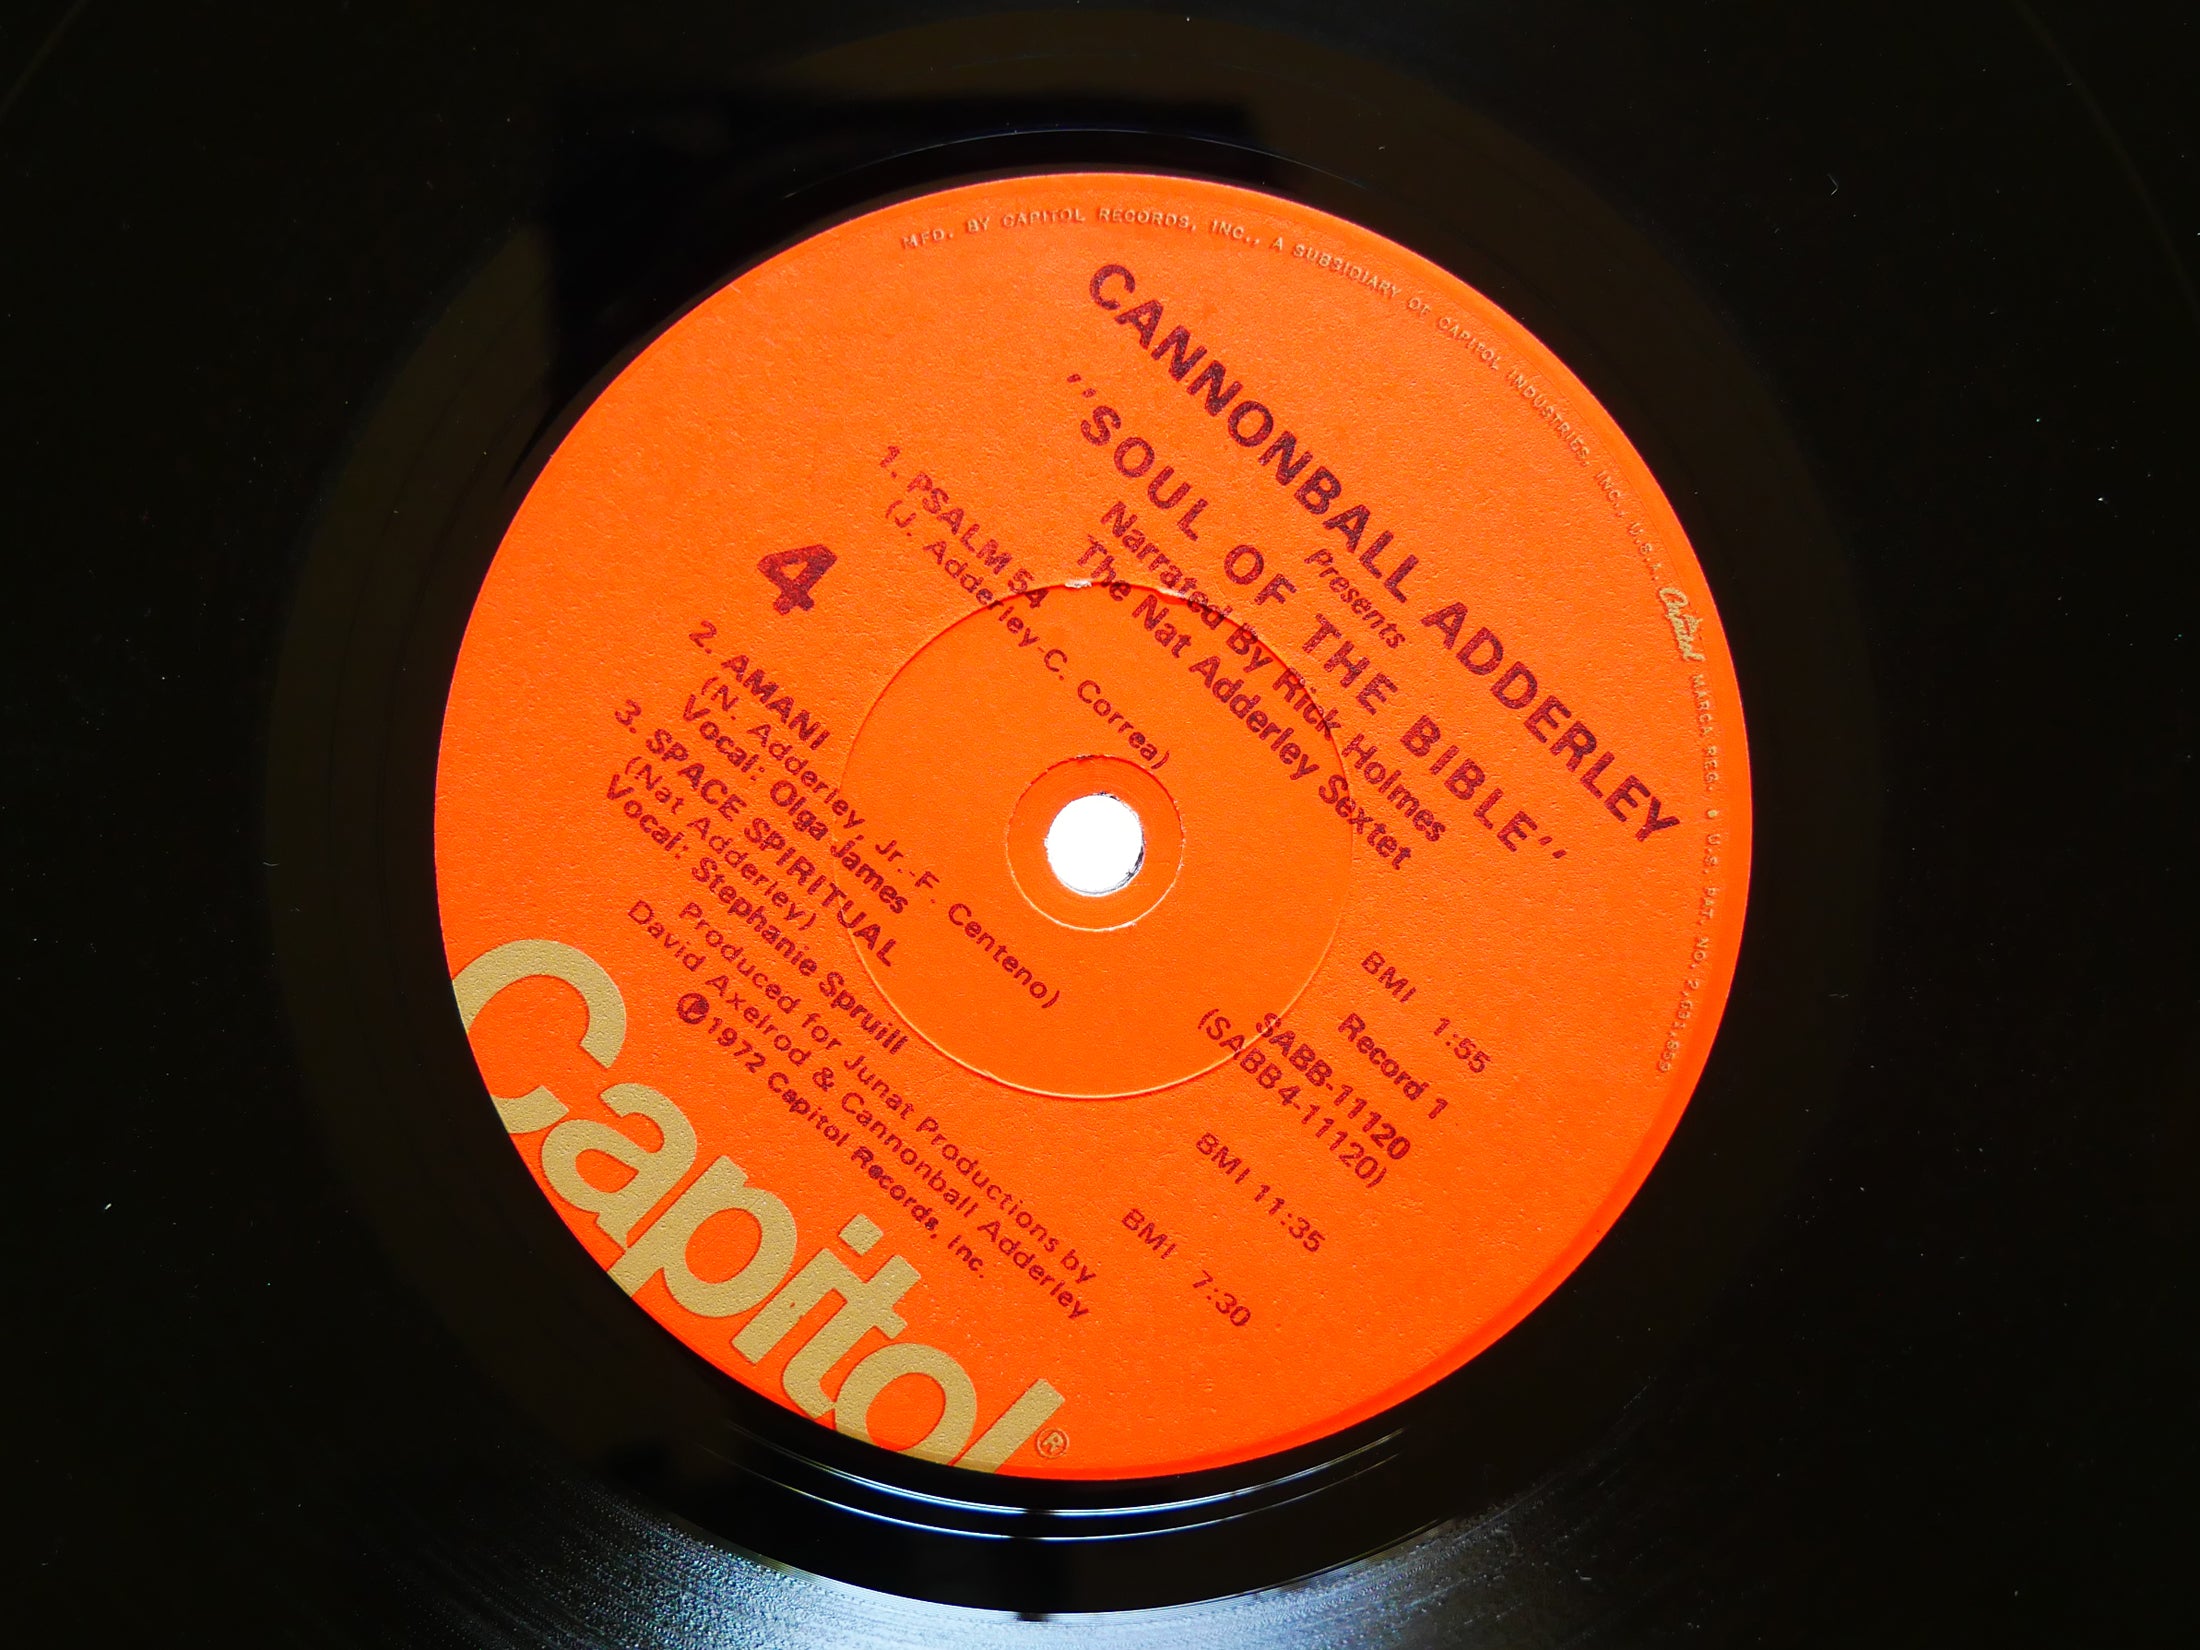 MFD. BY CAPITOL RECORDS, INC., A SUBSIDIARY OF CAPITOL INDUSTRIES, INC., U.S.A. Capitol MARCA REG. • U.S. PAT. NO. 2,631,859
CANNONBALL ADDERLEY
Presents
"SOUL OF THE BIBLE"
Narrated By Rick Holmes
The Nat Adderley Sextet
1. PSALM 54 BMI 1:55
(J. Adderley-C. Correa)
Record 1
SABB-11120
(SABB4-11120)
4
2. AMANI BMI 11:35
(N. Adderley, Jr.-F. Centeno)
Vocal: Olga James
3. SPACE SPIRITUAL BMI 7:30
(Nat Adderley)
Vocal: Stephanie Spruill
Produced for Junat Productions by
David Axelrod & Cannonball Adderley
Ⓟ1972 Capitol Records, Inc.
Capitol®